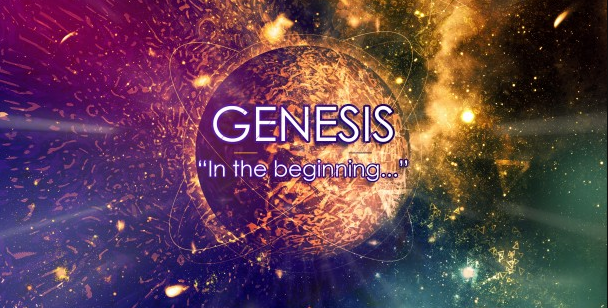 GENESIS
“In the beginning...”